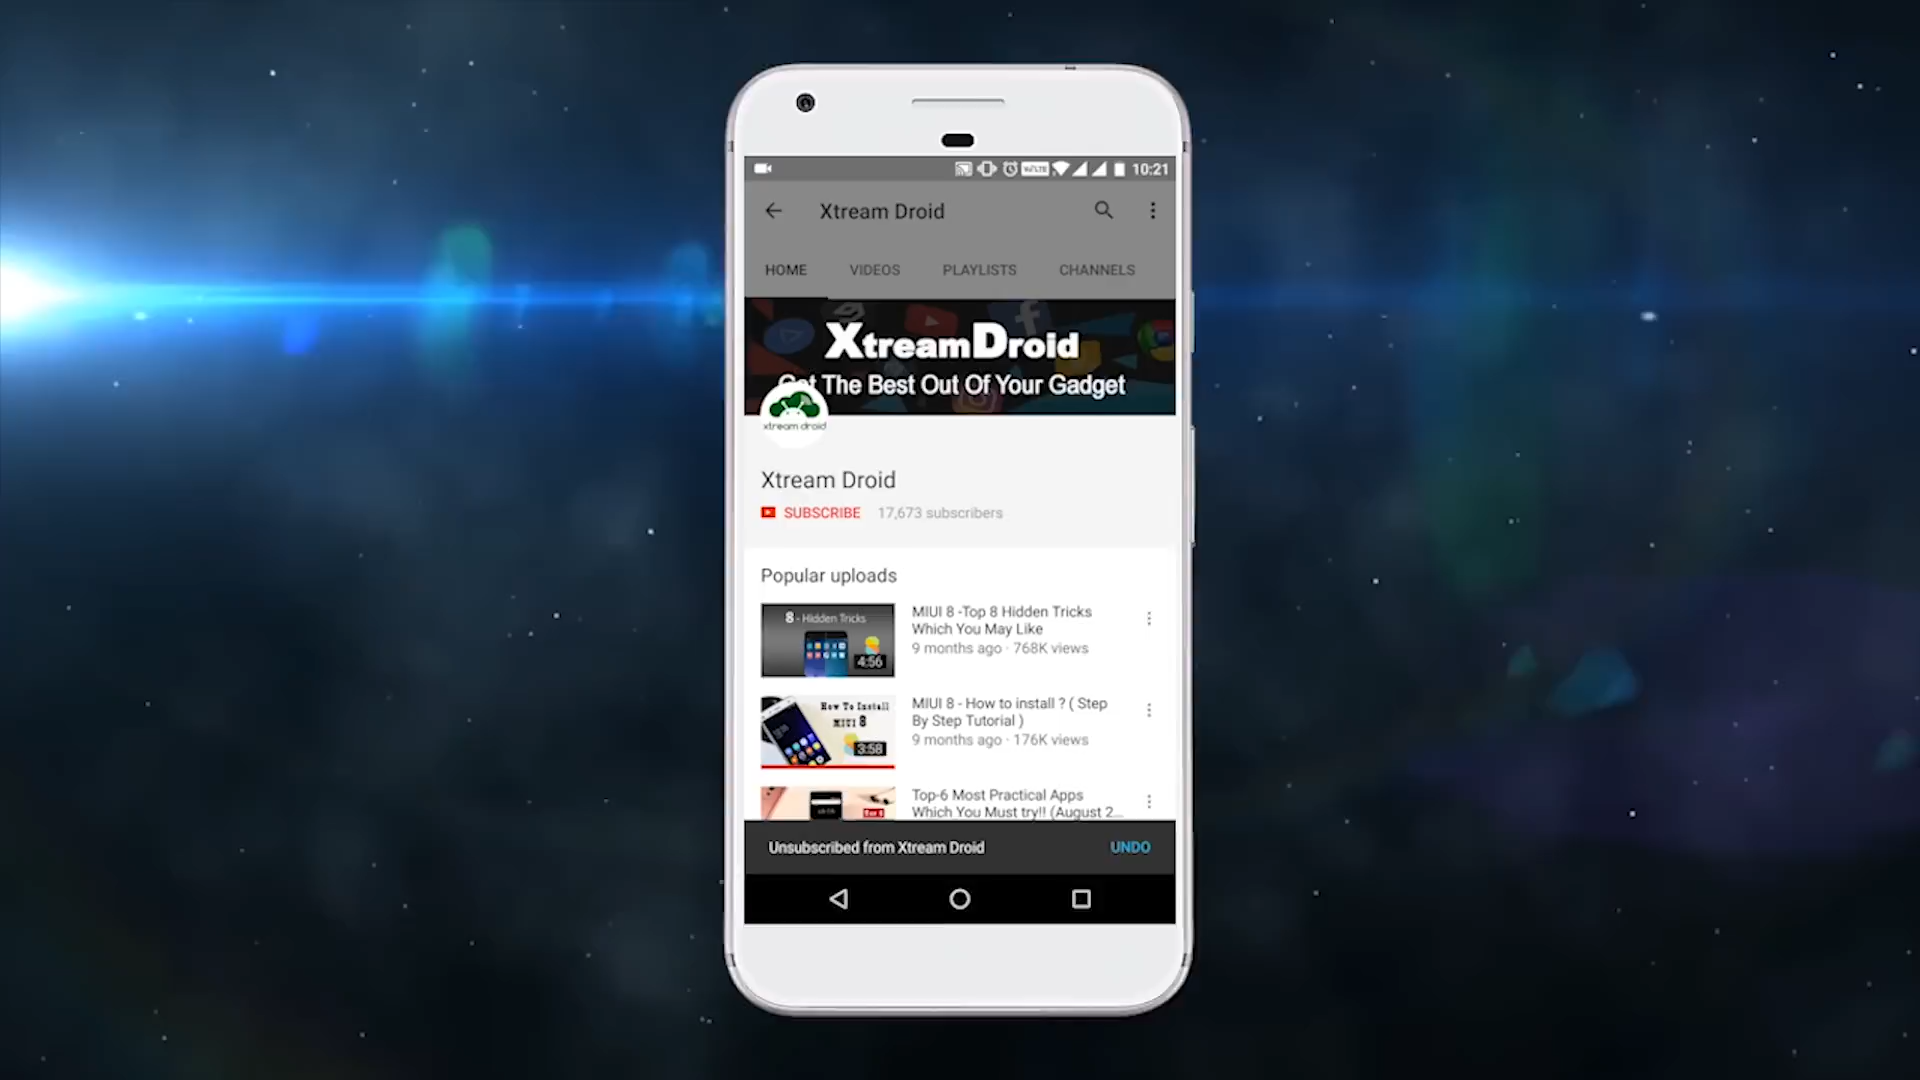 VoLTE 10:21
Xtream Droid
HOME VIDEOS PLAYLISTS CHANNELS
XtreamDroid
Get The Best Out Of Your Gadget
xtream droid
Xtream Droid
SUBSCRIBE 17,673 subscribers
Popular uploads
8 - Hidden Tricks
4:56
MIUI 8 -Top 8 Hidden Tricks
Which You May Like
9 months ago · 768K views
How To Install
MIUI 8
3:58
MIUI 8 - How to install ? ( Step
By Step Tutorial )
9 months ago · 176K views
Top-6 Most Practical Apps
Which You Must try!! (August 2...
Unsubscribed from Xtream Droid UNDO